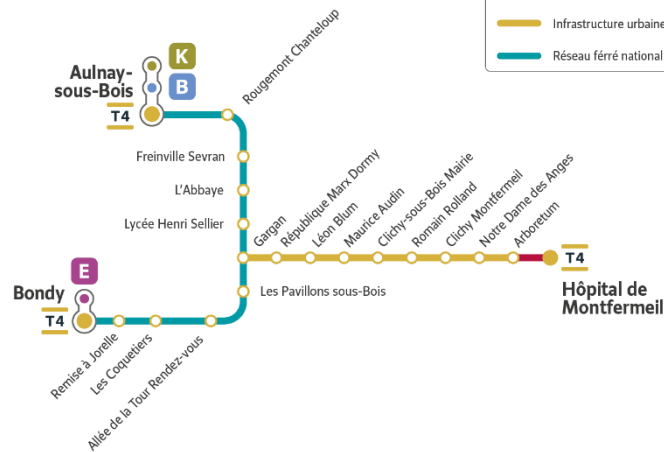 Infrastructure urbaine
Réseau férré national
K
B
Aulnay-
sous-Bois
T4
Rougemont Chanteloup
Freinville Sevran
L'Abbaye
Lycée Henri Sellier
Gargan
République Marx Dormy
Léon Blum
Maurice Audin
Clichy-sous-Bois Mairie
Romain Rolland
Clichy Montfermeil
Notre Dame des Anges
Arboretum
T4
Hôpital de
Montfermeil
Les Pavillons sous-Bois
E
Bondy
T4
Remise à Jorelle
Les Coquetiers
Allée de la Tour Rendez-vous